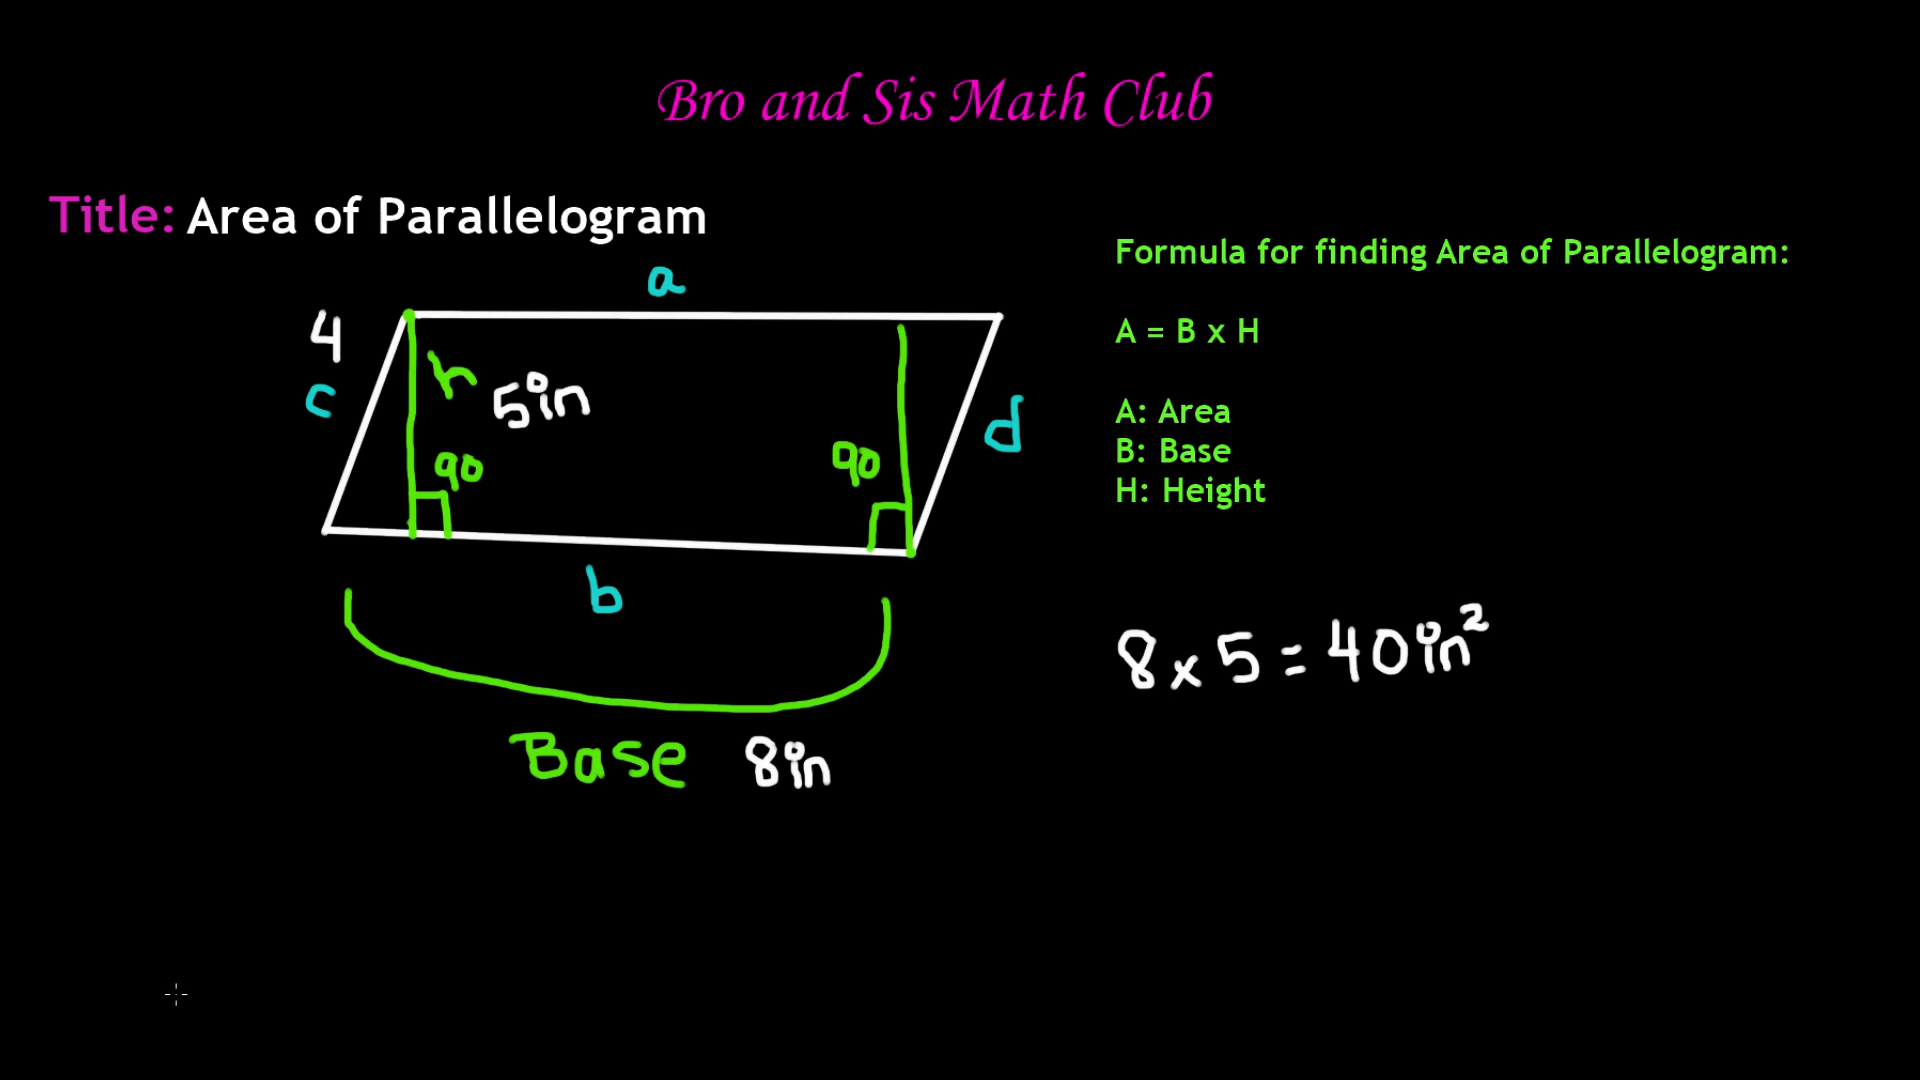 Bro and Sis Math Club
Title: Area of Parallelogram
Formula for finding Area of Parallelogram:
a
4
A = B x H
h
5in
c
d
A: Area
90
90
B: Base
H: Height
b
8 x 5 = 40in²
Base 8in